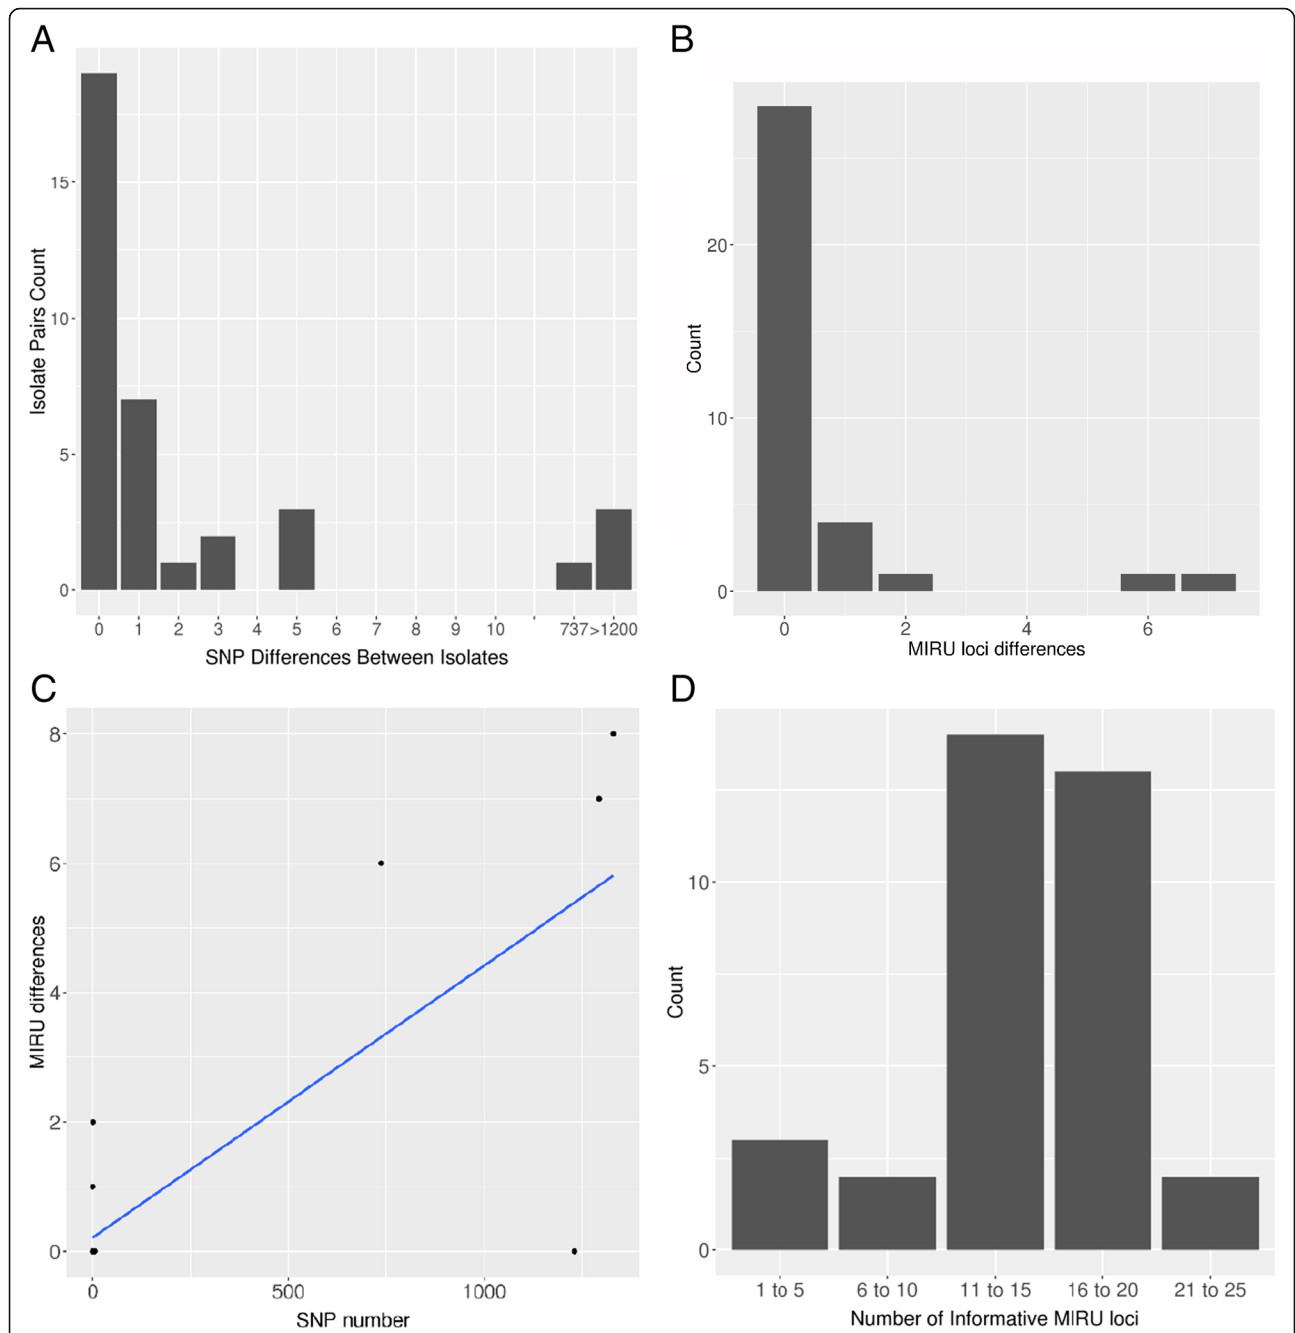 A
Isolate Pairs Count
15
10
5
0
0 1 2 3 4 5 6 7 8 9 10 737 >1200
SNP Differences Between Isolates
B
Count
20
10
0
0 2 4 6
MIRU loci differences
C
MIRU differences
8
6
4
2
0
0 500 1000
SNP number
D
Count
10
5
0
1 to 5 6 to 10 11 to 15 16 to 20 21 to 25
Number of Informative MIRU loci